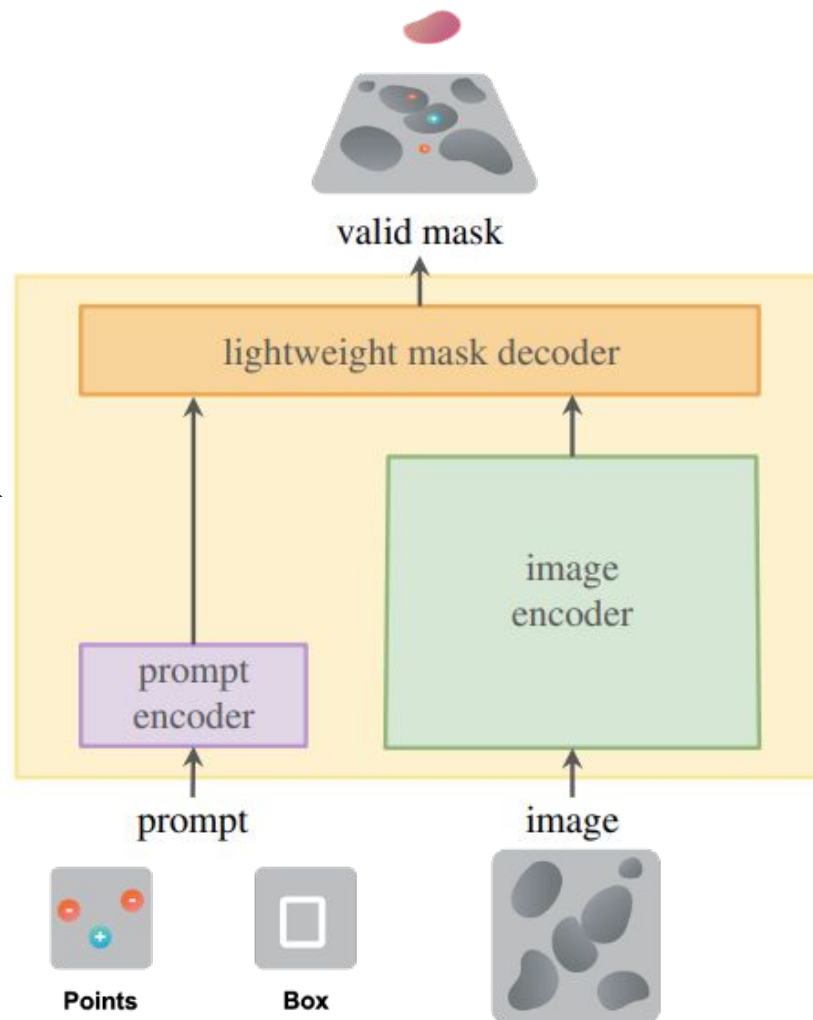 valid mask
lightweight mask decoder
image
encoder
prompt
encoder
prompt
image
Points
Box